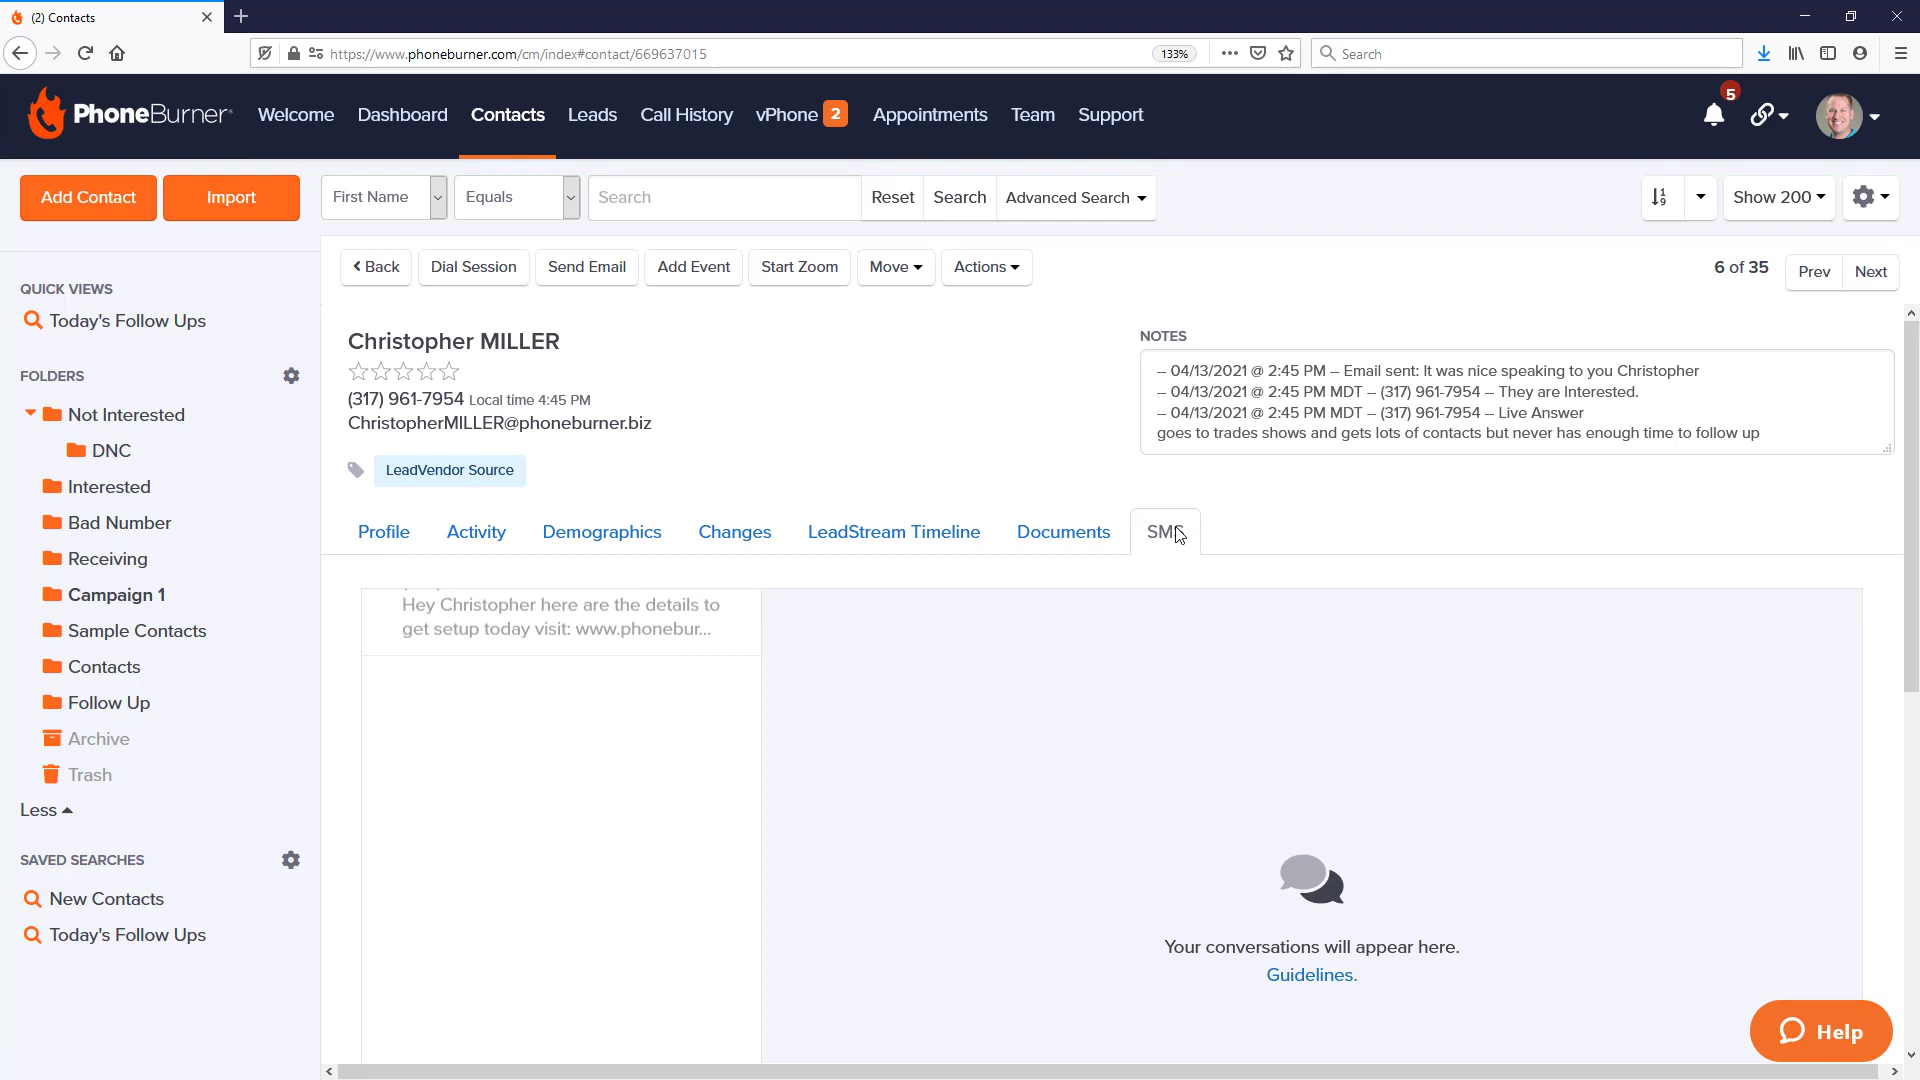 (2) Contacts
https://www.phoneburner.com/cm/index#contact/669637015
133%
Search
PhoneBurner
Welcome
Dashboard
Contacts
Leads
Call History
vPhone 2
Appointments
Team
Support
5
Add Contact
Import
First Name
Equals
Search
Reset
Search
Advanced Search
Show 200
QUICK VIEWS
Today's Follow Ups
FOLDERS
Not Interested
DNC
Interested
Bad Number
Receiving
Campaign 1
Sample Contacts
Contacts
Follow Up
Archive
Trash
Less
SAVED SEARCHES
New Contacts
Today's Follow Ups
Back
Dial Session
Send Email
Add Event
Start Zoom
Move
Actions
6 of 35
Prev
Next
Christopher MILLER
(317) 961-7954 Local time 4:45 PM
ChristopherMILLER@phoneburner.biz
LeadVendor Source
NOTES
-- 04/13/2021 @ 2:45 PM -- Email sent: It was nice speaking to you Christopher
-- 04/13/2021 @ 2:45 PM MDT -- (317) 961-7954 -- They are Interested.
-- 04/13/2021 @ 2:45 PM MDT -- (317) 961-7954 -- Live Answer
goes to trades shows and gets lots of contacts but never has enough time to follow up
Profile
Activity
Demographics
Changes
LeadStream Timeline
Documents
SMS
Hey Christopher here are the details to
get setup today visit: www.phonebur...
Your conversations will appear here.
Guidelines.
Help